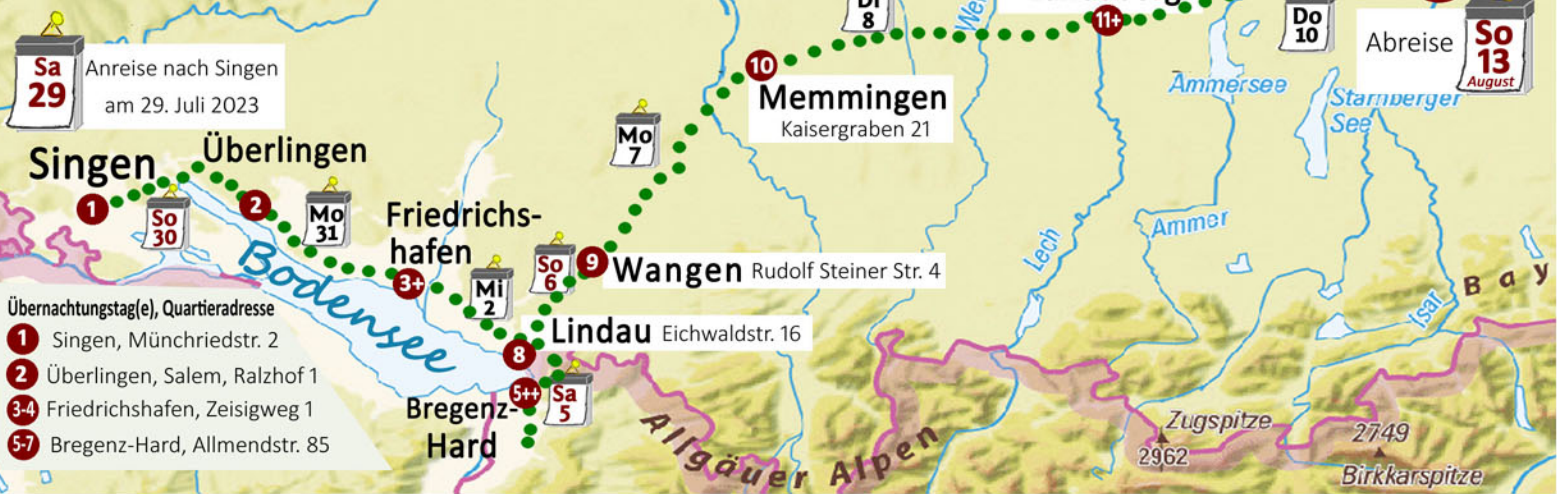 Di
8
We
11+
Do
10
Abreise
So
13
August
Sa
29
Anreise nach Singen
am 29. Juli 2023
10
Memmingen
Kaisergraben 21
Ammersee
Starnberger
See
Mo
7
Singen
Überlingen
1
2
So
30
Mo
31
Friedrichs-
hafen
3+
Mi
2
Bodensee
So
6
9
Wangen Rudolf Steiner Str. 4
Lech
Ammer
Isar
Bay
Übernachtungstag(e), Quartieradresse
1 Singen, Münchriedstr. 2
2 Überlingen, Salem, Ralzhof 1
3-4 Friedrichshafen, Zeisigweg 1
5-7 Bregenz-Hard, Allmendstr. 85
8
Lindau Eichwaldstr. 16
5++
Sa
5
Bregenz-
Hard
Allgäuer Alpen
Zugspitze
2962
2749
Birkkarspitze